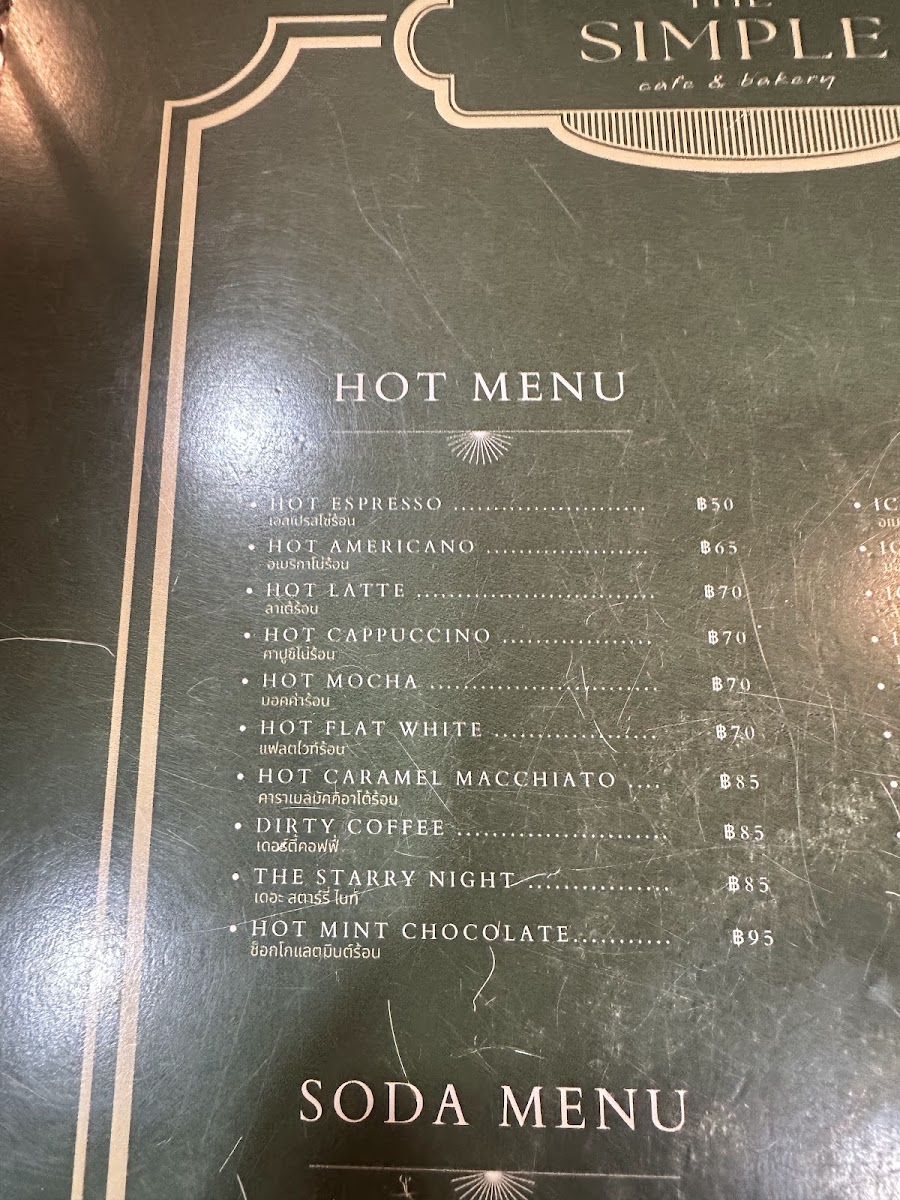 THE
SIMPLE
cafe & bakery
HOT MENU
• HOT ESPRESSO ....................... ฿50
เอสเปรสโซ่ร้อน
• HOT AMERICANO ................... ฿65
อเมริกาโน่ร้อน
• HOT LATTE ............................ ฿70
ลาเต้ร้อน
• HOT CAPPUCCINO .................. ฿70
คาปูชิโน่ร้อน
• HOT MOCHA ........................... ฿70
มอคค่าร้อน
• HOT FLAT WHITE ................... ฿70
แฟลตไวท์ร้อน
• HOT CARAMEL MACCHIATO .... ฿85
คาราเมลมัคคิอาโต้ร้อน
• DIRTY COFFEE ......................... ฿85
เดอร์ตี้คอฟฟี่
• THE STARRY NIGHT ................ ฿85
เดอะ สตาร์รี่ ไนท์
• HOT MINT CHOCOLATE........... ฿95
ช็อกโกแลตมิ้นต์ร้อน
SODA MENU